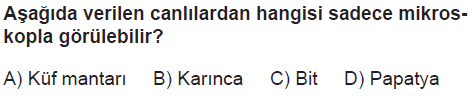 Aşağıda verilen canlılardan hangisi sadece mikros-
kopla görülebilir?
A) Küf mantarı B) Karınca C) Bit D) Papatya